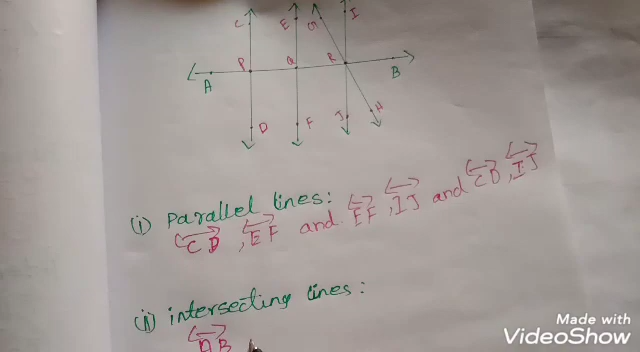 C E G I
P Q R
A B
D F J H
(i) Parallel lines:
CD, EF and. EF, IJ and CD, IJ
(ii) intersecting lines:
AB
Made with
VideoShow